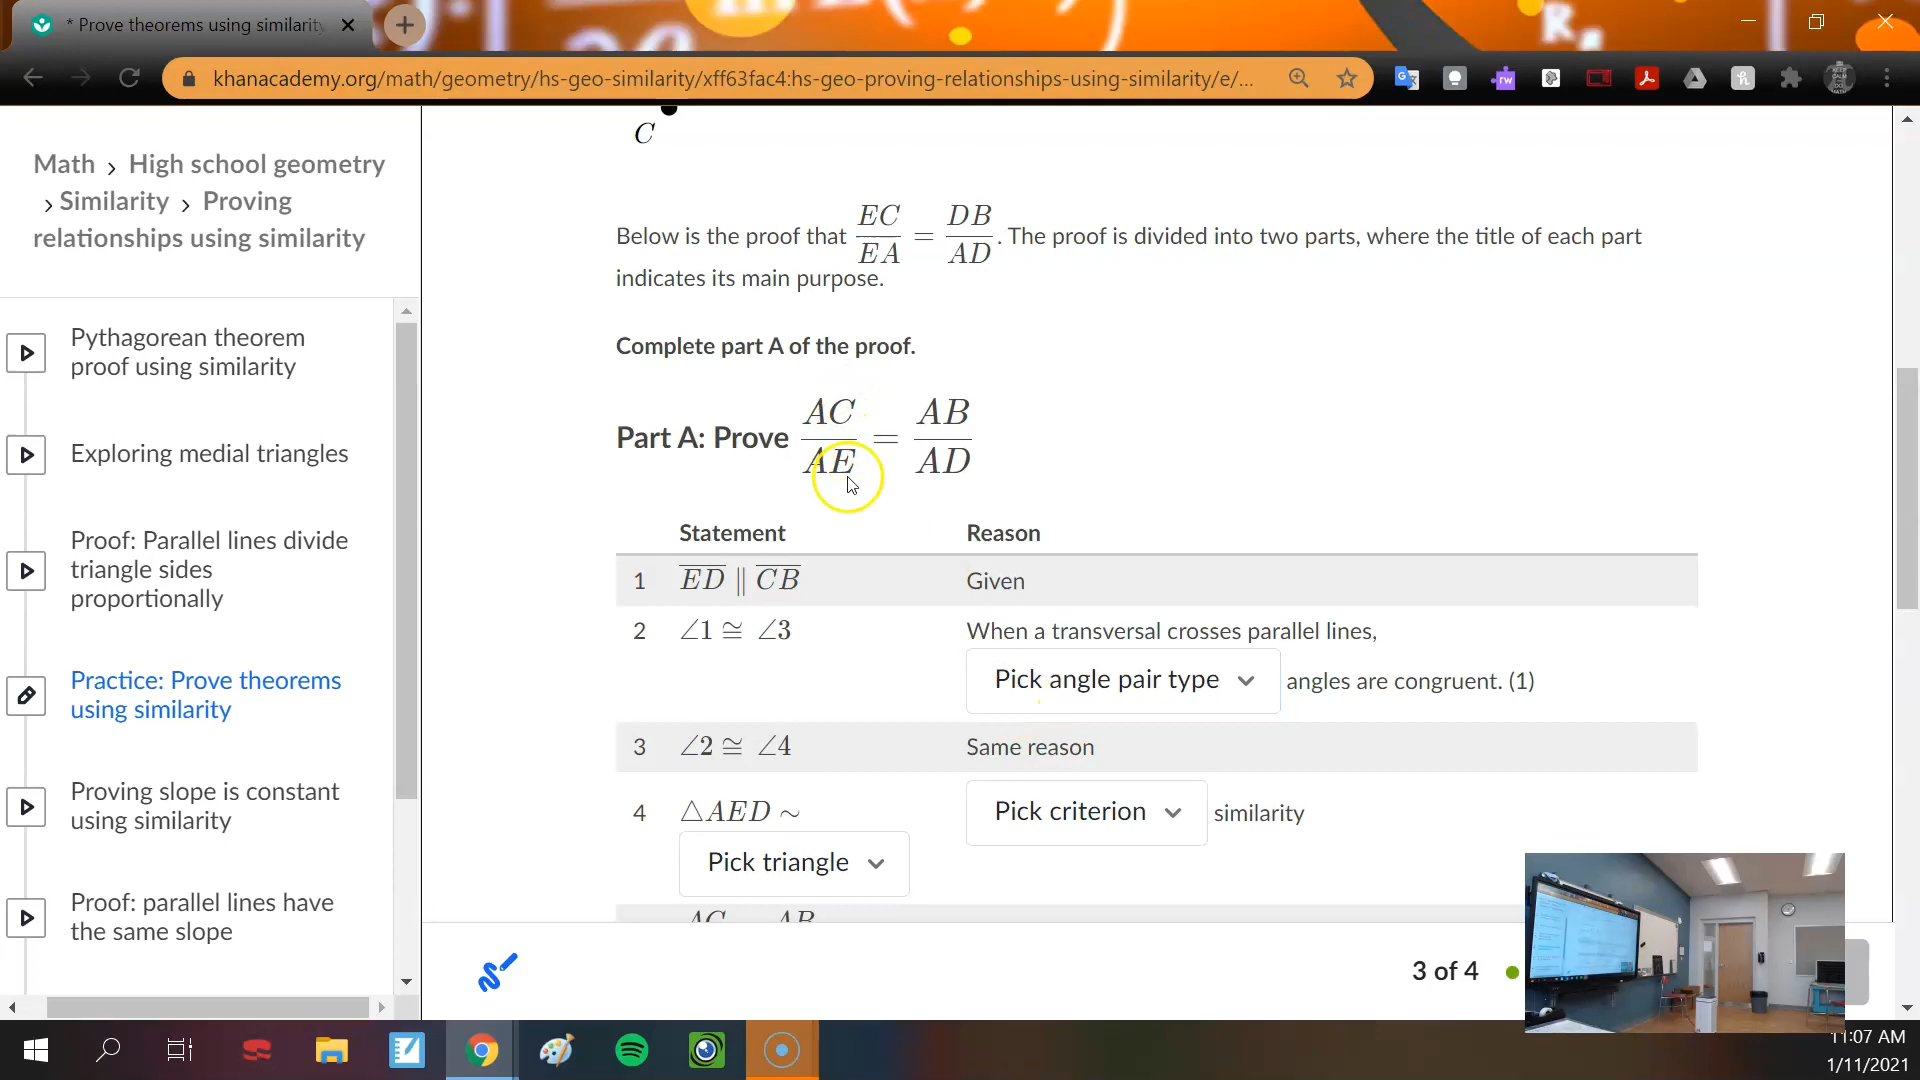 * Prove theorems using similarity
khanacademy.org/math/geometry/hs-geo-similarity/xff63fac4:hs-geo-proving-relationships-using-similarity/e/...
Math › High school geometry
› Similarity › Proving
relationships using similarity
Pythagorean theorem
proof using similarity
Exploring medial triangles
Proof: Parallel lines divide
triangle sides
proportionally
Practice: Prove theorems
using similarity
Proving slope is constant
using similarity
Proof: parallel lines have
the same slope
C
Below is the proof that EC/EA = DB/AD. The proof is divided into two parts, where the title of each part
indicates its main purpose.
Complete part A of the proof.
Part A: Prove AC/AE = AB/AD
Statement Reason
1 ED ∥ CB Given
2 ∠1 ≅ ∠3 When a transversal crosses parallel lines,
Pick angle pair type angles are congruent. (1)
3 ∠2 ≅ ∠4 Same reason
4 △AED ~ Pick criterion similarity
Pick triangle
AC AB
3 of 4
11:07 AM
1/11/2021